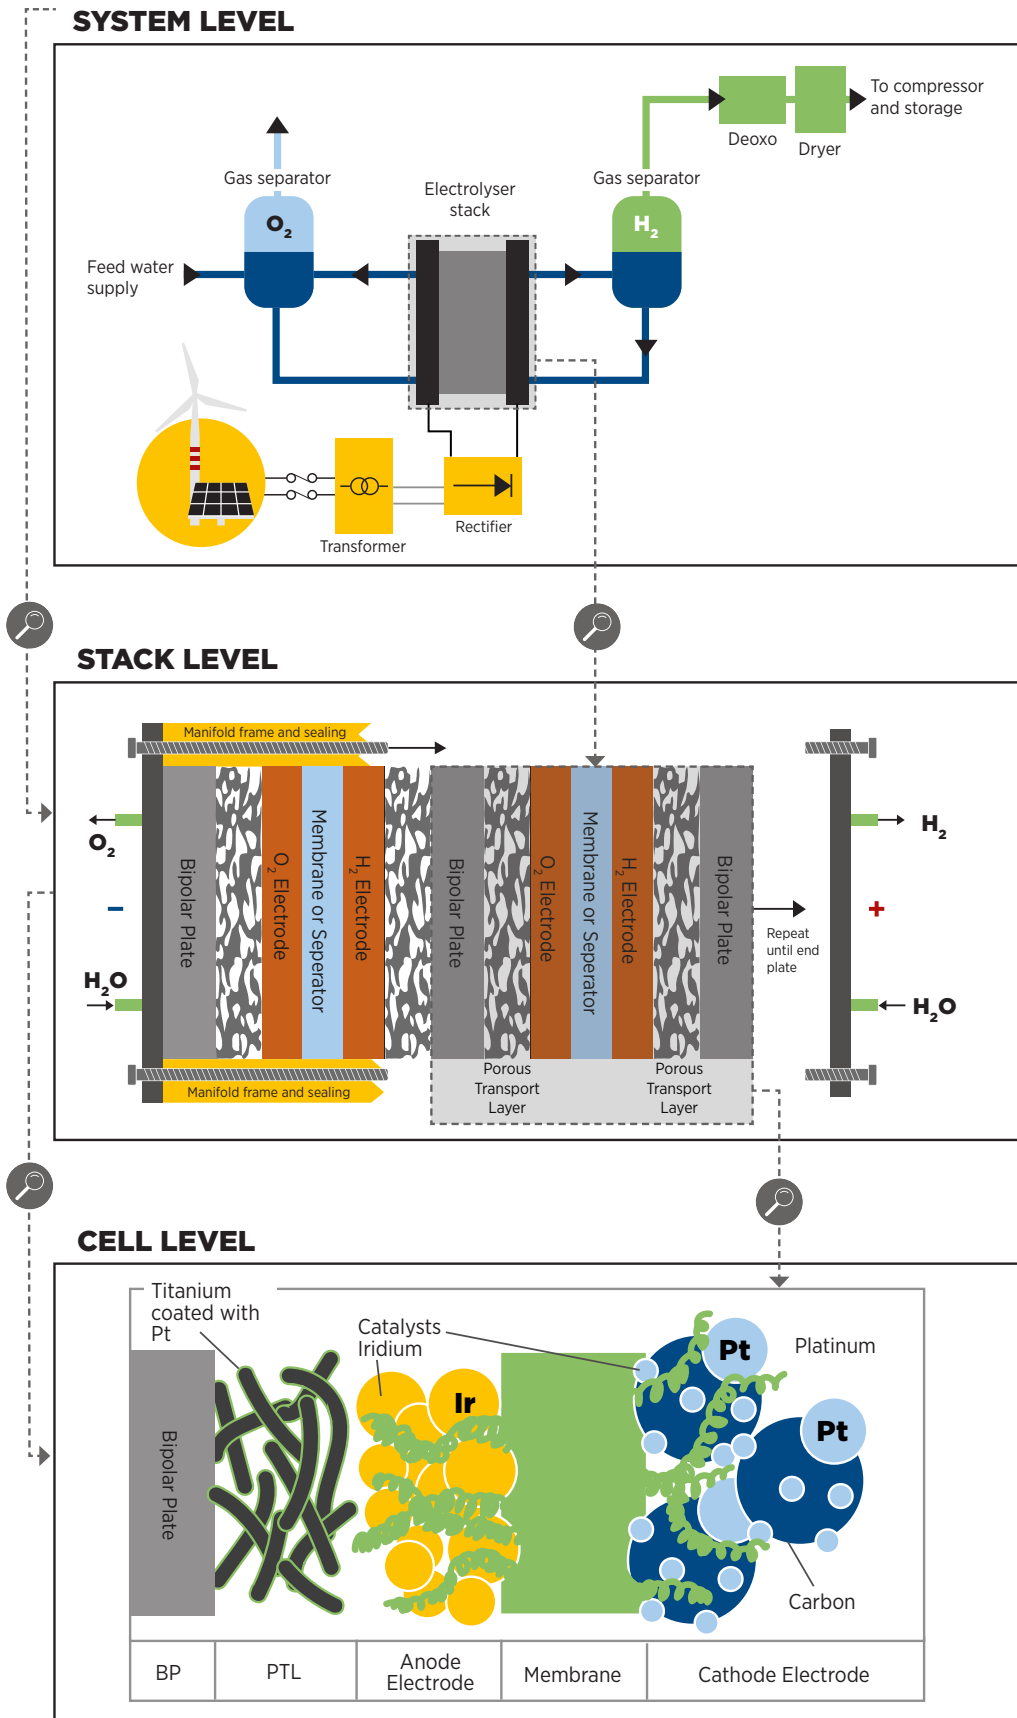 SYSTEM LEVEL
To compressor
and storage
Deoxo
Dryer
Gas separator
Electrolyser
stack
Gas separator
O₂
H₂
Feed water
supply
Transformer
Rectifier
STACK LEVEL
Manifold frame and sealing
O₂
H₂
Bipolar Plate
O₂ Electrode
Membrane or Seperator
H₂ Electrode
Bipolar Plate
O₂ Electrode
Membrane or Seperator
H₂ Electrode
Bipolar Plate
–
+
Repeat
until end
plate
H₂O
H₂O
Porous
Transport
Layer
Porous
Transport
Layer
Manifold frame and sealing
CELL LEVEL
Titanium
coated with
Pt
Catalysts
Iridium
Pt
Platinum
Ir
Pt
Bipolar Plate
Carbon
BP
PTL
Anode
Electrode
Membrane
Cathode Electrode